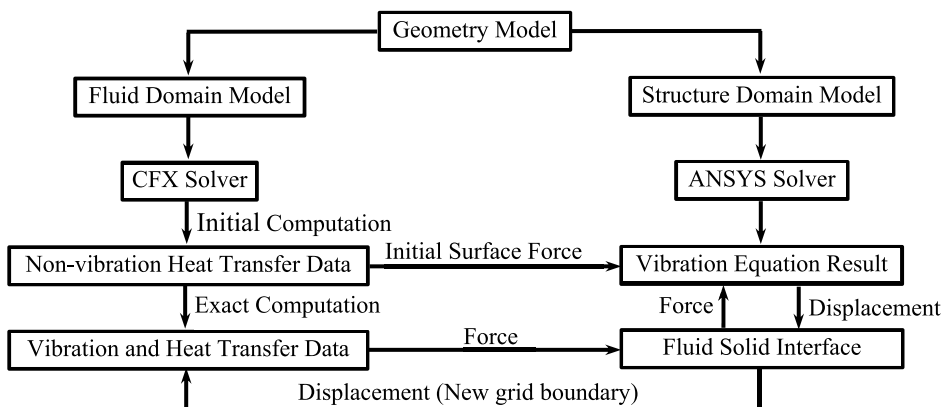 Geometry Model
Fluid Domain Model
Structure Domain Model
CFX Solver
ANSYS Solver
Initial Computation
Non-vibration Heat Transfer Data
Initial Surface Force
Vibration Equation Result
Exact Computation
Force
Displacement
Vibration and Heat Transfer Data
Force
Fluid Solid Interface
Displacement (New grid boundary)